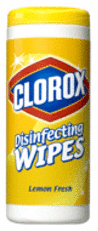 CLOROX
Disinfecting
WIPES
Lemon Fresh